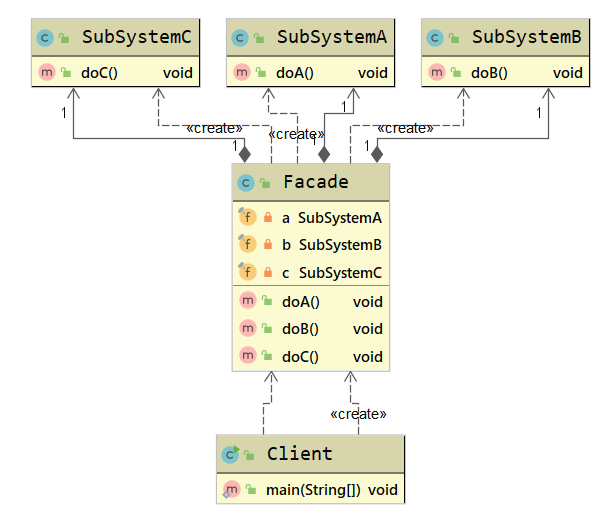 SubSystemC
doC() void
SubSystemA
doA() void
SubSystemB
doB() void
1
1
1
«create»
«create»
«create»
1
1
1
Facade
a SubSystemA
b SubSystemB
c SubSystemC
doA() void
doB() void
doC() void
«create»
Client
main(String[]) void